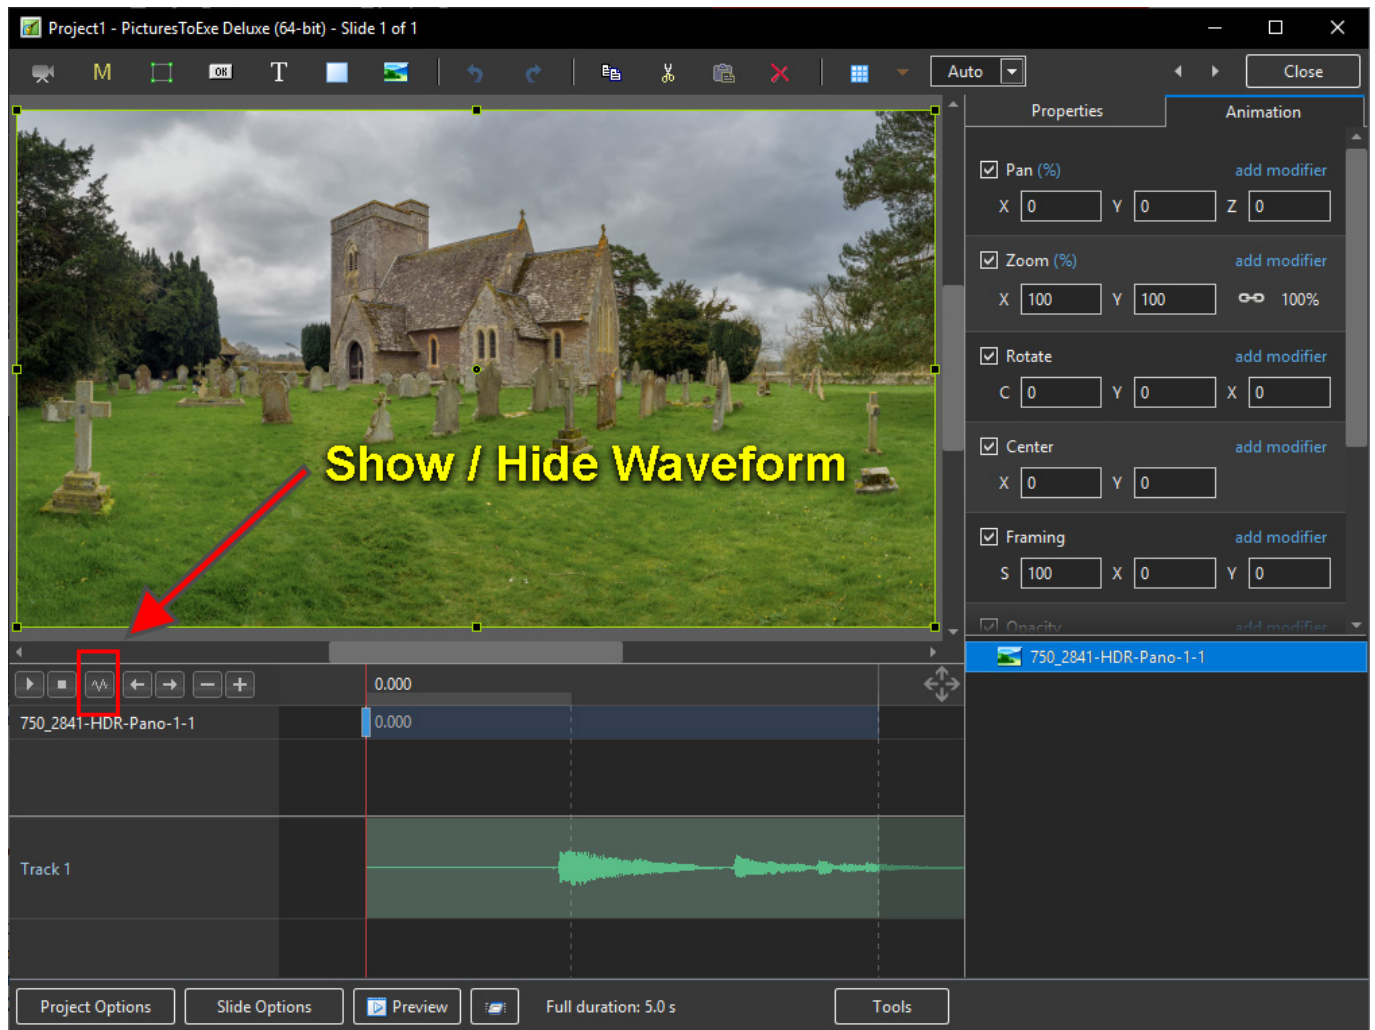 Project1 - PicturesToExe Deluxe (64-bit) - Slide 1 of 1
M OK T Auto Close
Properties Animation
Pan (%) add modifier
X 0 Y 0 Z 0
Zoom (%) add modifier
X 100 Y 100 100%
Rotate add modifier
C 0 Y 0 X 0
Center add modifier
X 0 Y 0
Framing add modifier
S 100 X 0 Y 0
Opacity add modifier
Show / Hide Waveform
750_2841-HDR-Pano-1-1
0.000
750_2841-HDR-Pano-1-1 0.000
Track 1
Project Options Slide Options Preview Full duration: 5.0 s Tools